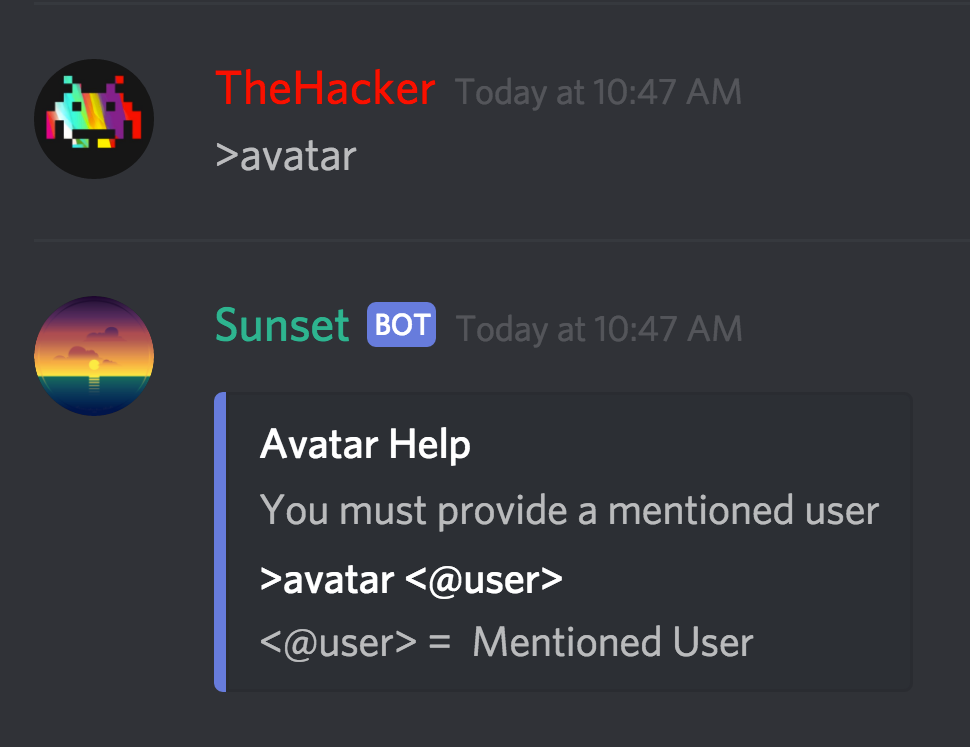 TheHacker Today at 10:47 AM
>avatar
Sunset BOT Today at 10:47 AM
Avatar Help
You must provide a mentioned user
>avatar <@user>
<@user> = Mentioned User